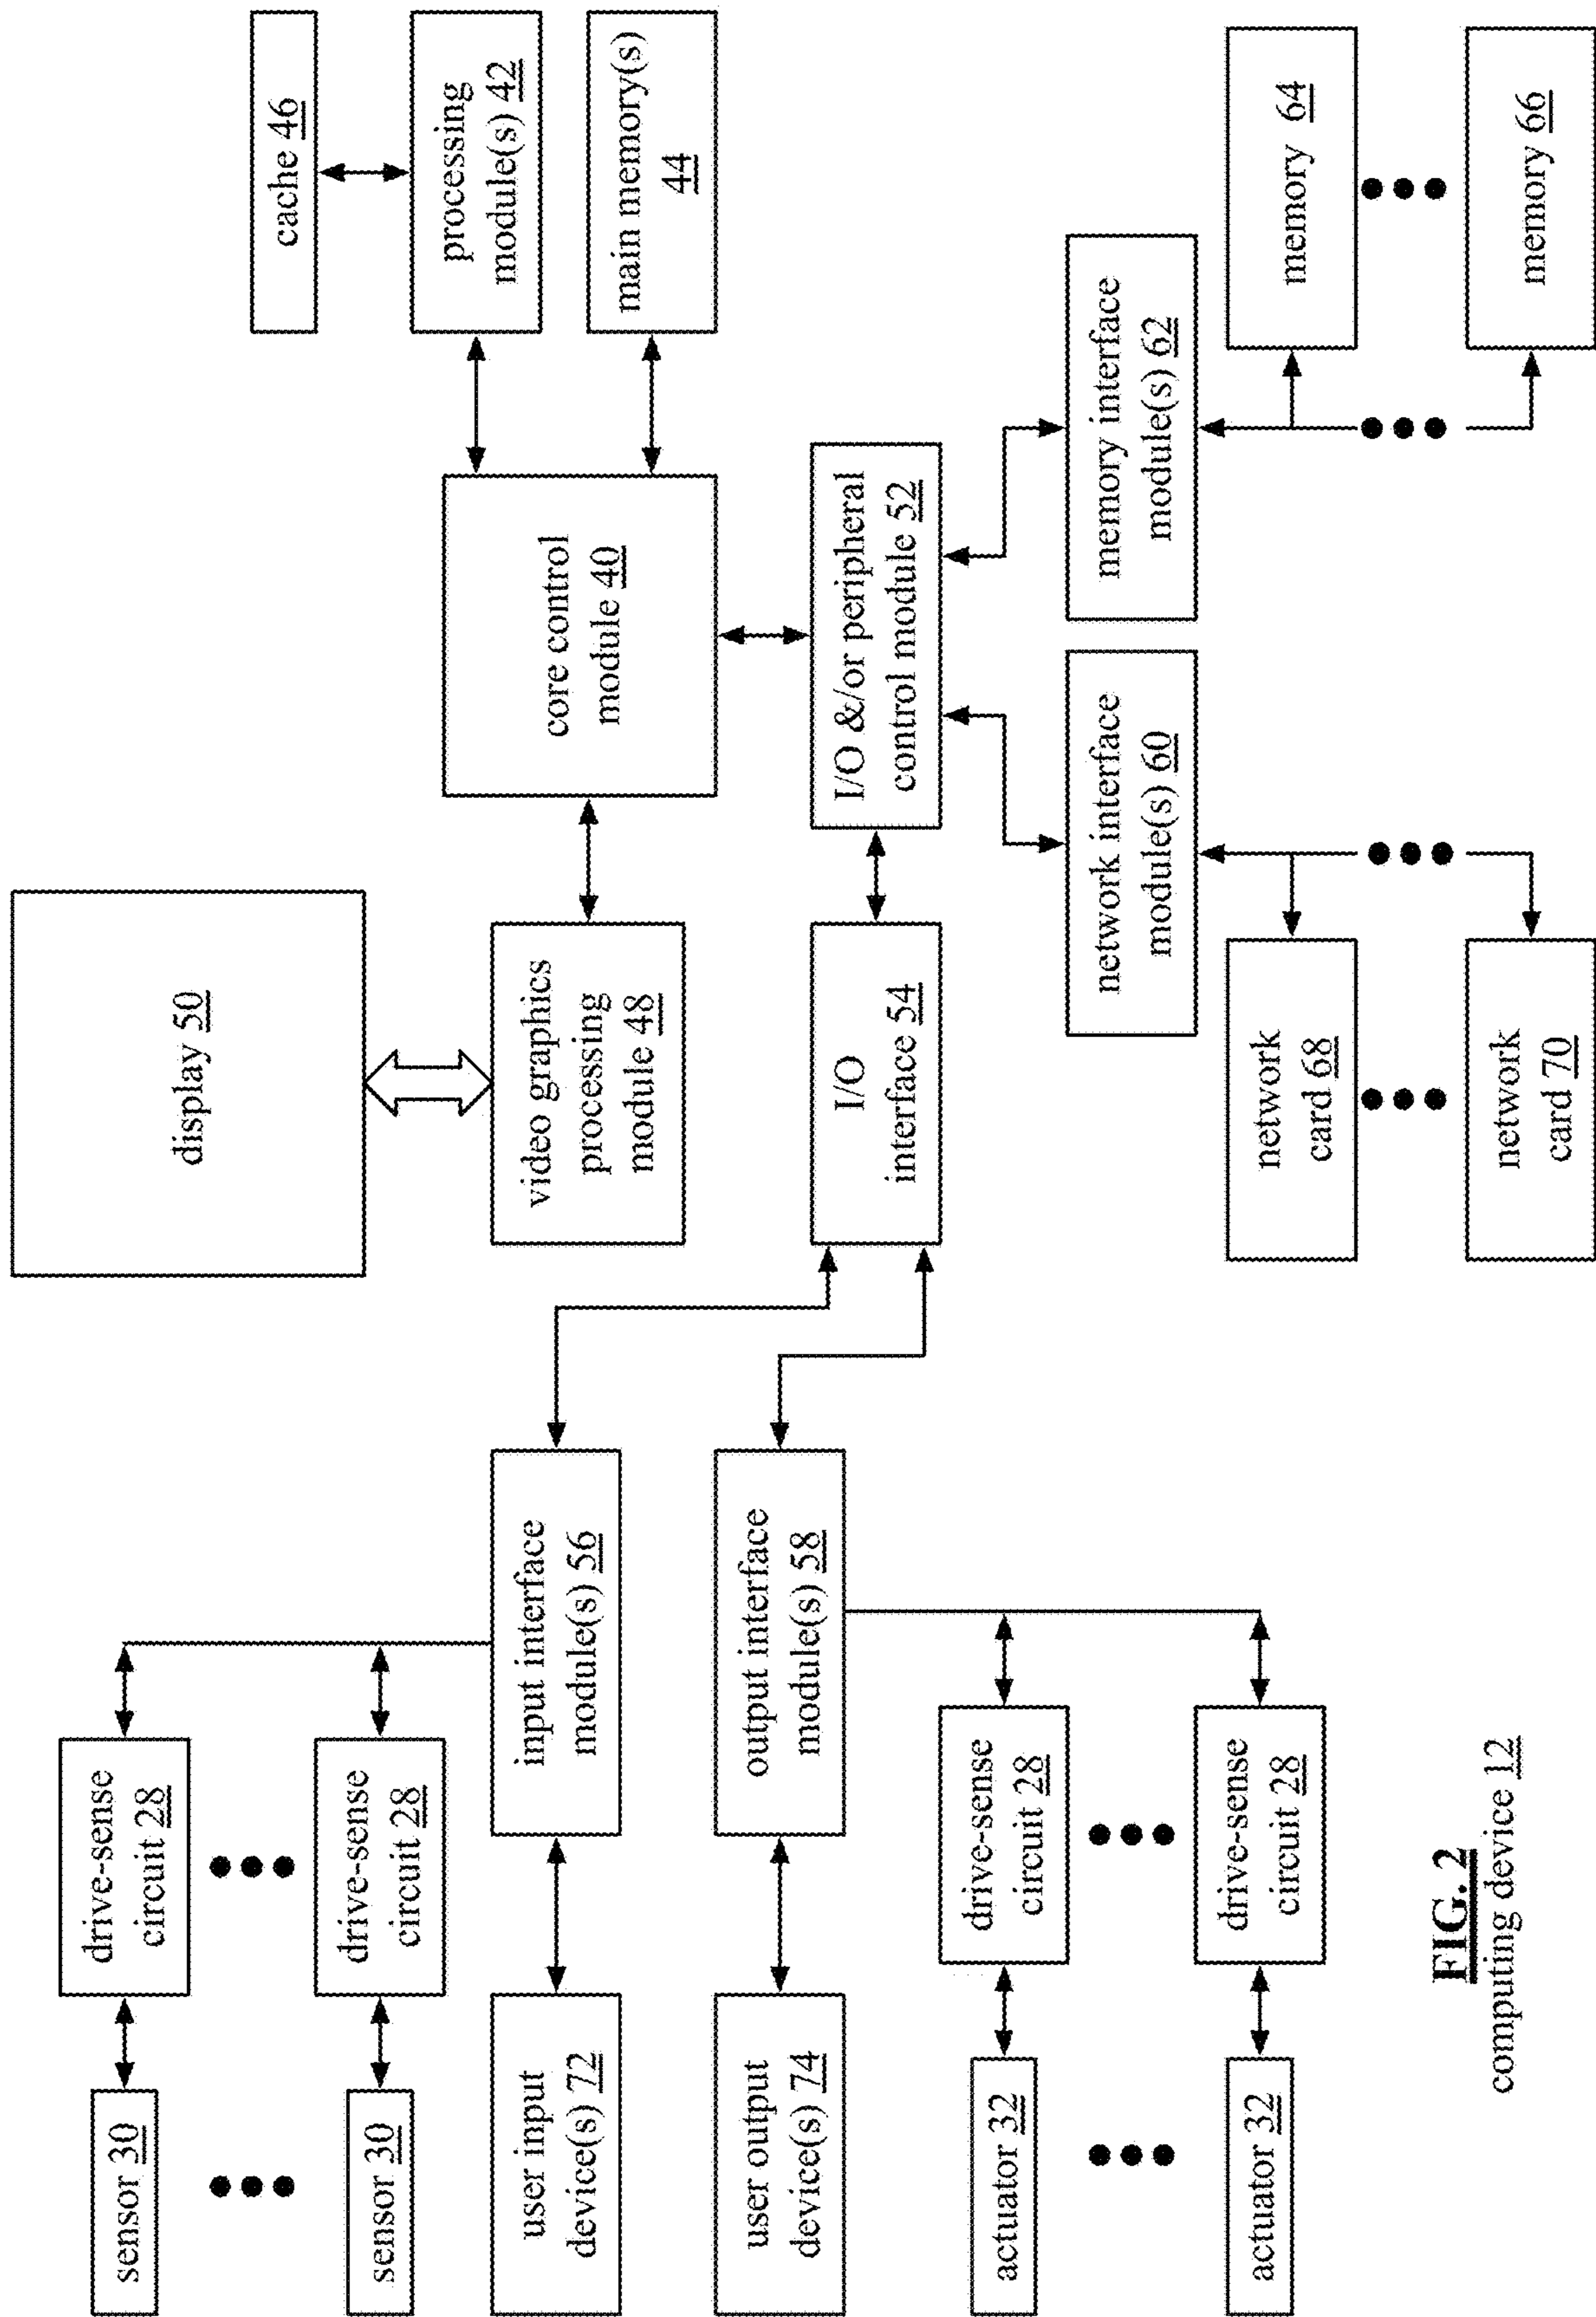 display 50
cache 46
processing
module(s) 42
main memory(s)
44
core control
module 40
video graphics
processing
module 48
I/O &/or peripheral
control module 52
I/O
interface 54
sensor 30
drive-sense
circuit 28
sensor 30
drive-sense
circuit 28
user input
device(s) 72
input interface
module(s) 56
user output
device(s) 74
output interface
module(s) 58
actuator 32
drive-sense
circuit 28
actuator 32
drive-sense
circuit 28
network interface
module(s) 60
memory interface
module(s) 62
network
card 68
network
card 70
memory 64
memory 66
FIG. 2
computing device 12